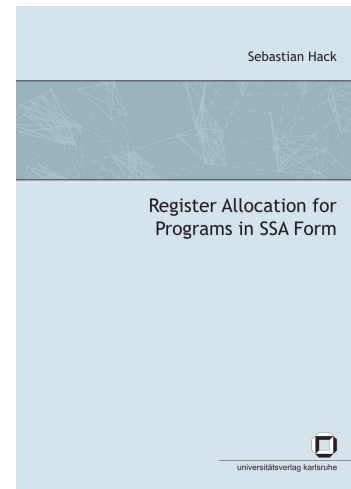 Sebastian Hack
Register Allocation for
Programs in SSA Form
universitätsverlag karlsruhe